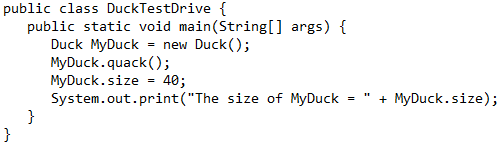 public class DuckTestDrive {
   public static void main(String[] args) {
      Duck MyDuck = new Duck();
      MyDuck.quack();
      MyDuck.size = 40;
      System.out.print("The size of MyDuck = " + MyDuck.size);
   }
}